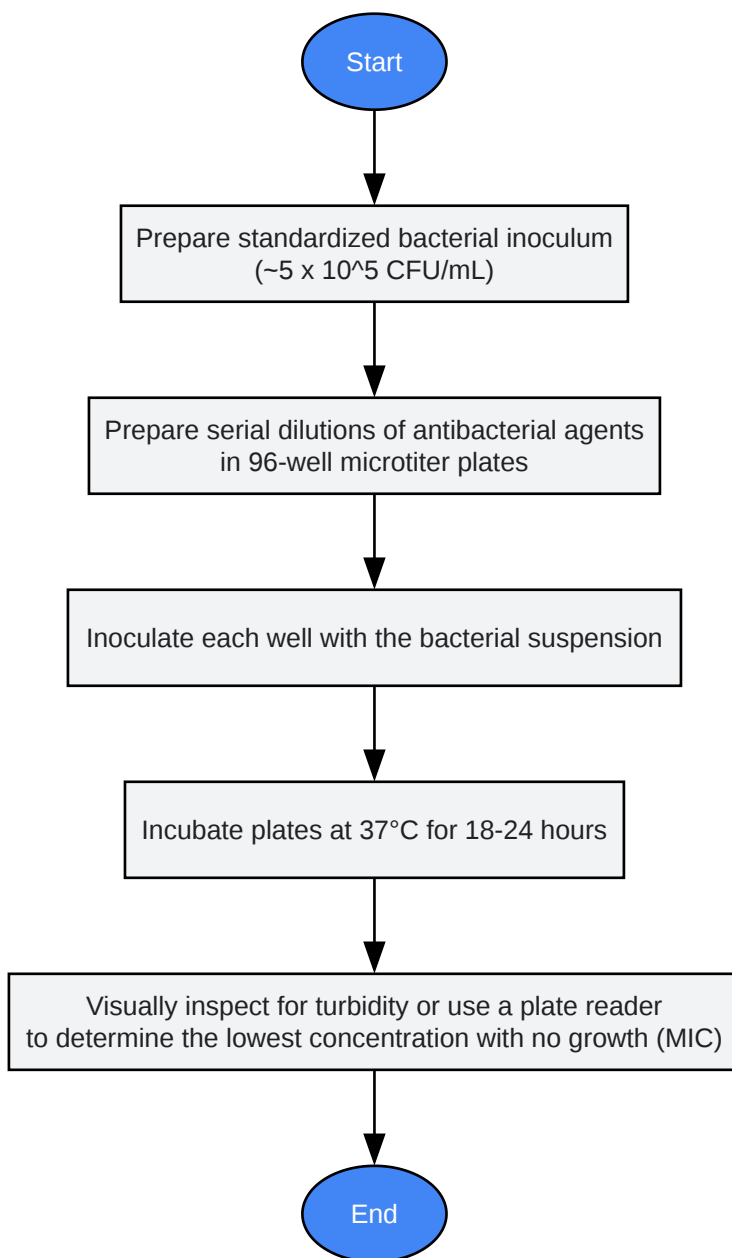 Start
Prepare standardized bacterial inoculum
(~5 x 10^5 CFU/mL)
Prepare serial dilutions of antibacterial agents
in 96-well microtiter plates
Inoculate each well with the bacterial suspension
Incubate plates at 37°C for 18-24 hours
Visually inspect for turbidity or use a plate reader
to determine the lowest concentration with no growth (MIC)
End